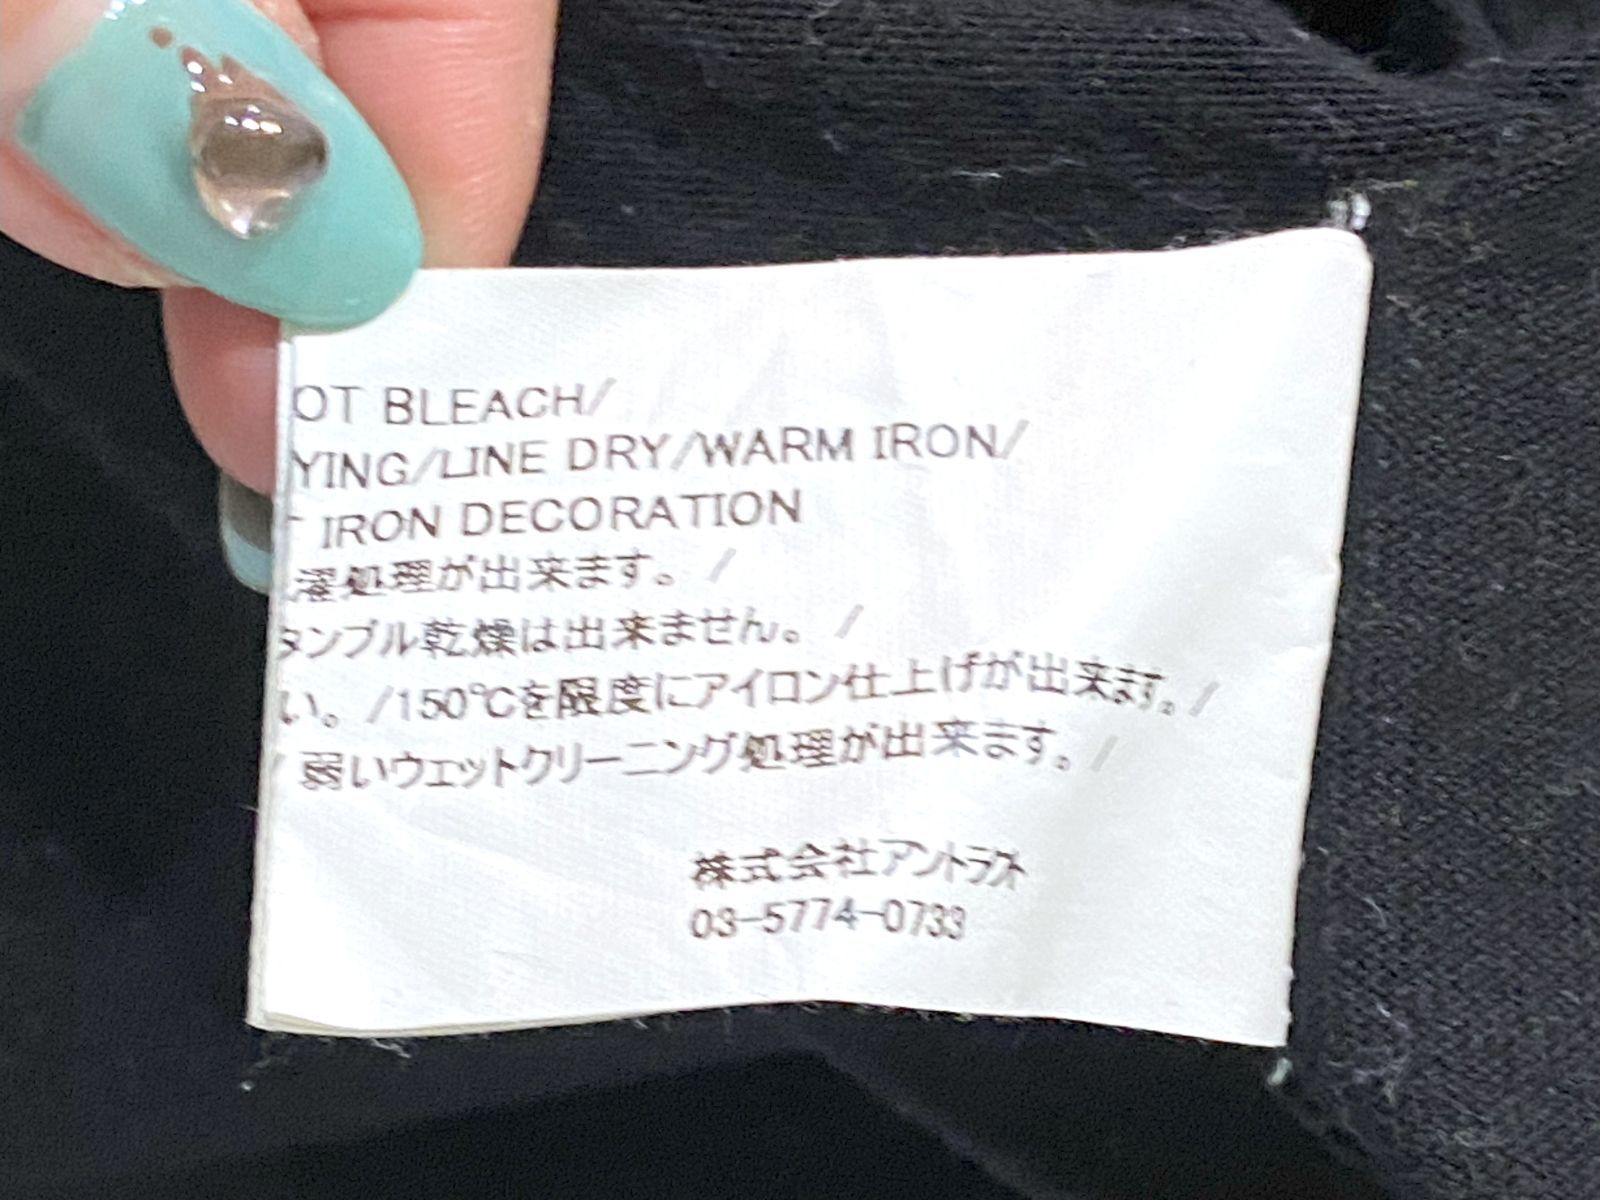 OT BLEACH/
YING/LINE DRY/WARM IRON/
IRON DECORATION
濯処理が出来ます。 /
タンブル乾燥は出来ません。 /
い。 /150℃を限度にアイロン仕上げが出来ます。/
/ 弱いウェットクリーニング処理が出来ます。/
株式会社アントラクト
03-5774-0733